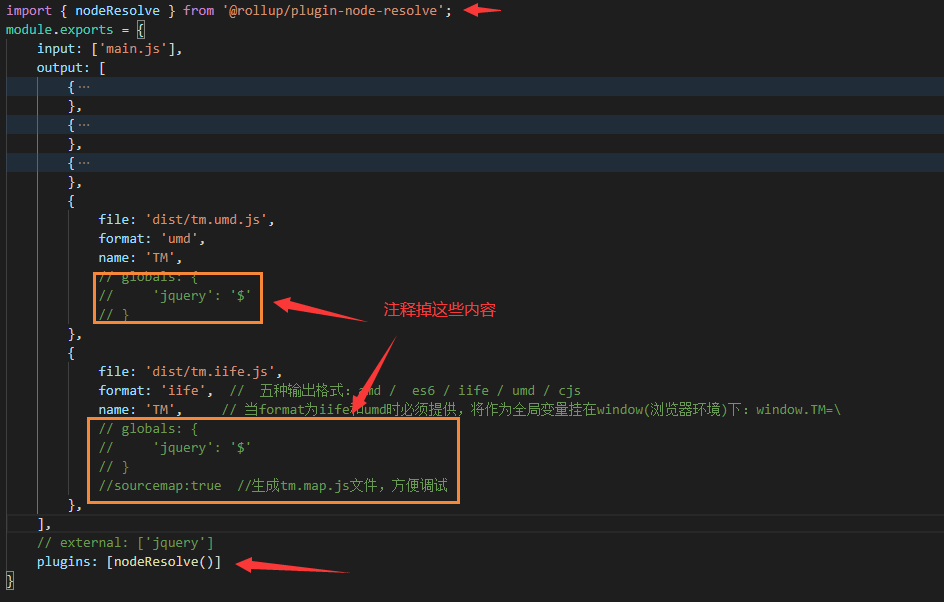 import { nodeResolve } from '@rollup/plugin-node-resolve';
module.exports = {
input: ['main.js'],
output: [
{ ⋯
},
{ ⋯
},
{ ⋯
},
{
file: 'dist/tm.umd.js',
format: 'umd',
name: 'TM',
// globals: {
// 'jquery': '$'
// }
注释掉这些内容
},
{
file: 'dist/tm.iife.js',
format: 'iife', // 五种输出格式：amd / es6 / iife / umd / cjs
name: 'TM', // 当format为iife和umd时必须提供，将作为全局变量挂在window(浏览器环境)下：window.TM=\
// globals: {
// 'jquery': '$'
// }
//sourcemap:true //生成tm.map.js文件，方便调试
},
],
// external: ['jquery']
plugins: [nodeResolve()]
}